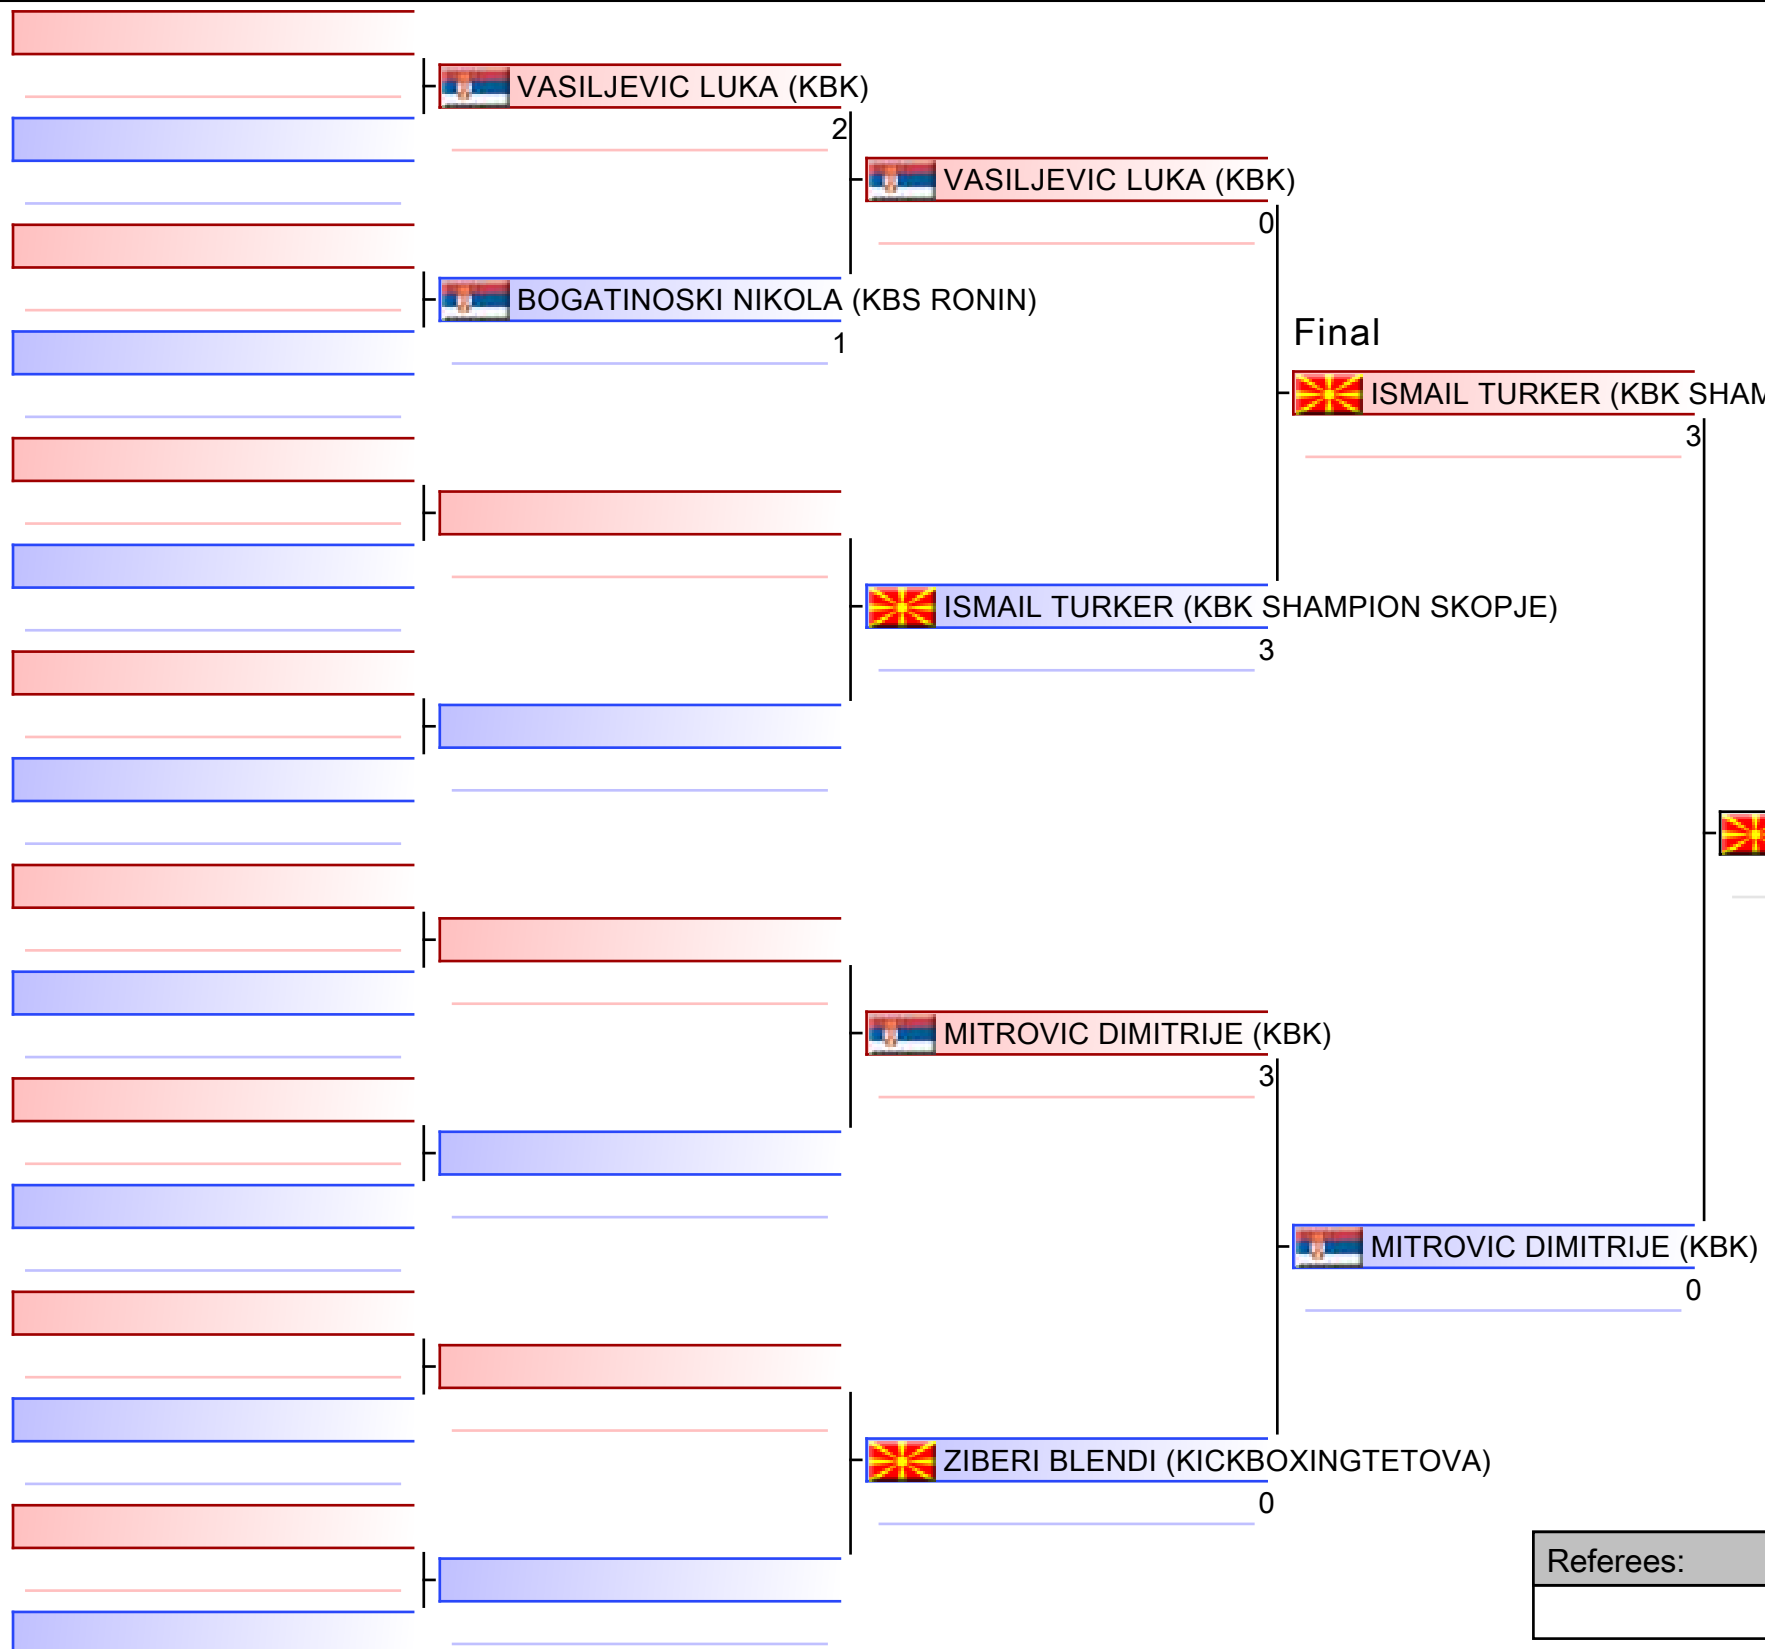 VASILJEVIC LUKA (KBK)
2
VASILJEVIC LUKA (KBK)
0
BOGATINOSKI NIKOLA (KBS RONIN)
1
Final
ISMAIL TURKER (KBK SHAM
3
ISMAIL TURKER (KBK SHAMPION SKOPJE)
3
MITROVIC DIMITRIJE (KBK)
3
MITROVIC DIMITRIJE (KBK)
0
ZIBERI BLENDI (KICKBOXINGTETOVA)
0
Referees: